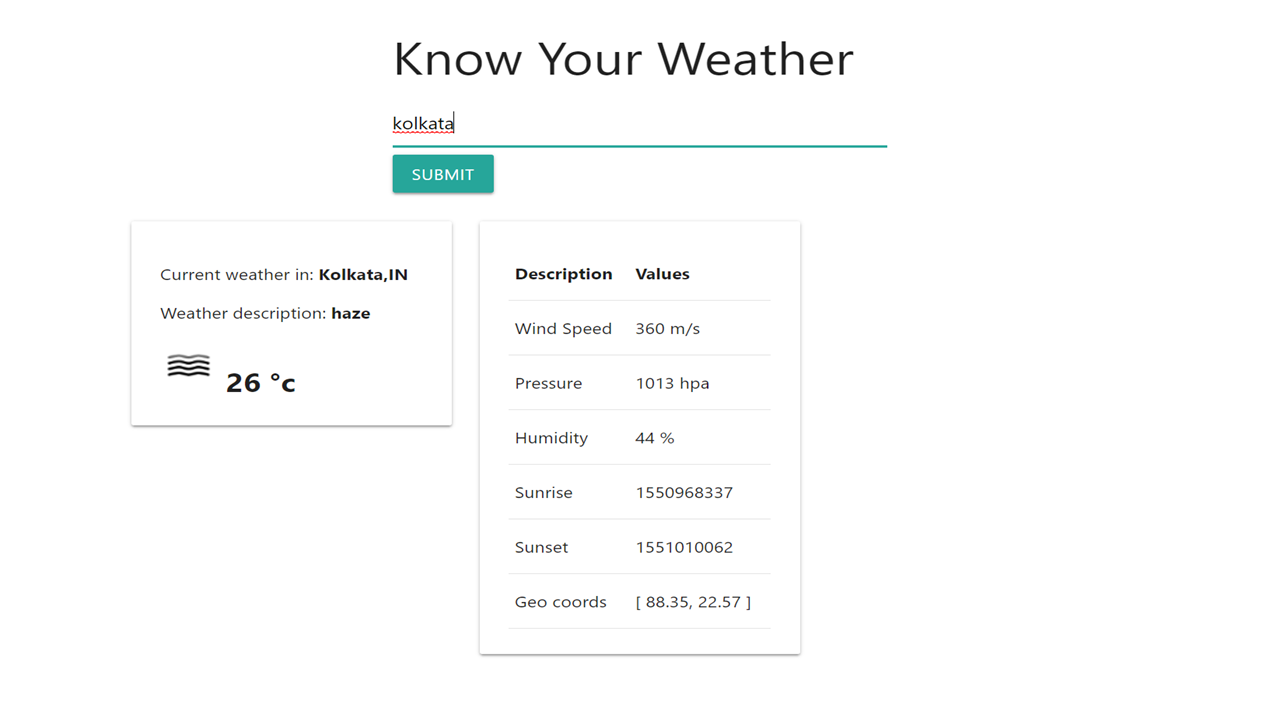 Know Your Weather
kolkata
SUBMIT
Current weather in: Kolkata,IN
Weather description: haze
26 °c
Description Values
Wind Speed 360 m/s
Pressure 1013 hpa
Humidity 44 %
Sunrise 1550968337
Sunset 1551010062
Geo coords [ 88.35, 22.57 ]